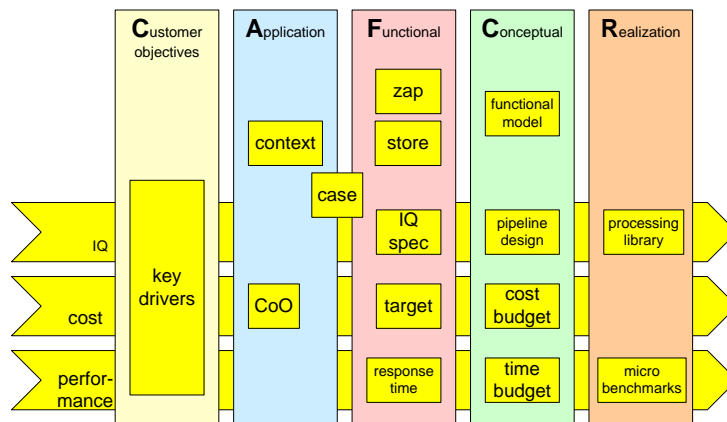 Customer
objectives
Application
Functional
Conceptual
Realization
zap
functional
model
context
store
case
IQ
key
drivers
IQ
spec
pipeline
design
processing
library
cost
CoO
target
cost
budget
perfor-
mance
response
time
time
budget
micro
benchmarks